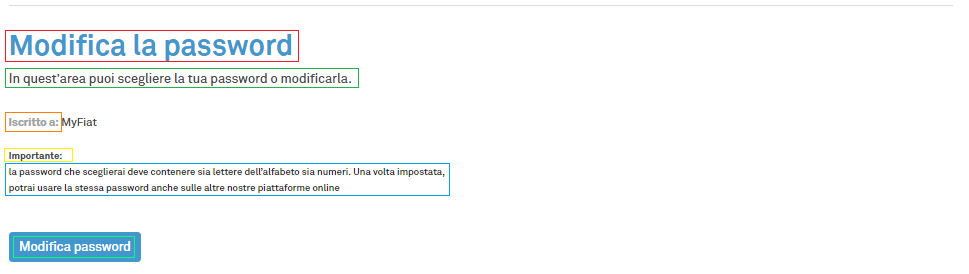 Modifica la password
In quest'area puoi scegliere la tua password o modificarla.
Iscritto a: MyFiat
Importante:
la password che sceglierai deve contenere sia lettere dell'alfabeto sia numeri. Una volta impostata,
potrai usare la stessa password anche sulle altre nostre piattaforme online
Modifica password